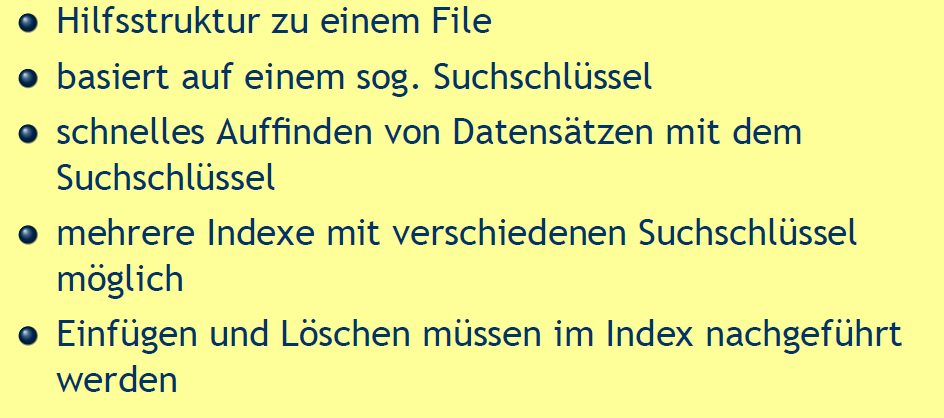 Hilfsstruktur zu einem File
basiert auf einem sog. Suchschlüssel
schnelles Auffinden von Datensätzen mit dem
Suchschlüssel
mehrere Indexe mit verschiedenen Suchschlüssel
möglich
Einfügen und Löschen müssen im Index nachgeführt
werden